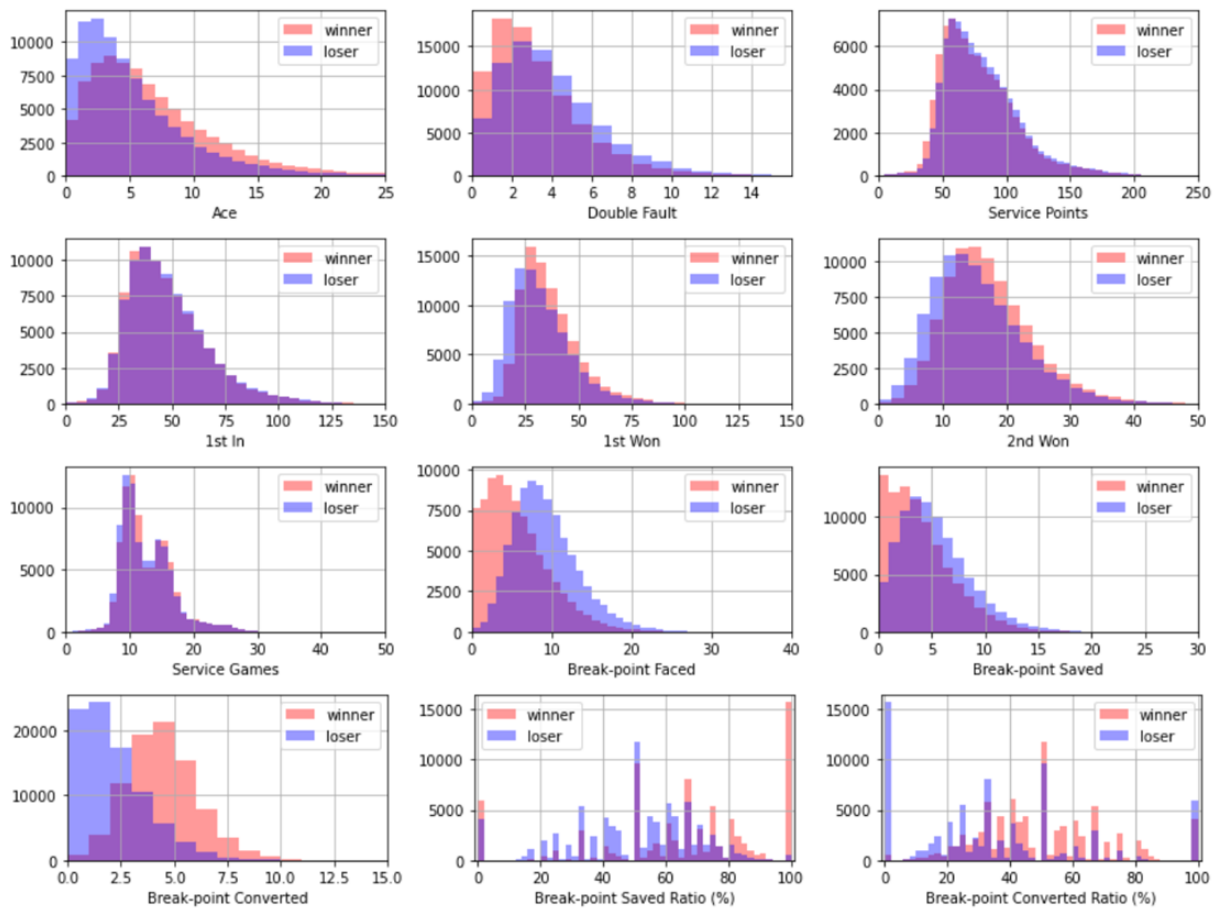 10000
7500
5000
2500
0
winner
loser
0 5 10 15 20 25
Ace
15000
10000
5000
0
winner
loser
2 4 6 8 10 12 14
Double Fault
6000
4000
2000
0
winner
loser
0 50 100 150 200 250
Service Points
10000
7500
5000
2500
0
winner
loser
0 25 50 75 100 125 150
1st In
15000
10000
5000
0
winner
loser
0 25 50 75 100 125 150
1st Won
10000
7500
5000
2500
0
winner
loser
0 10 20 30 40 50
2nd Won
10000
5000
0
winner
loser
0 10 20 30 40 50
Service Games
10000
7500
5000
2500
0
winner
loser
0 10 20 30 40
Break-point Faced
10000
5000
0
winner
loser
0 5 10 15 20 25 30
Break-point Saved
20000
10000
0
winner
loser
0.0 2.5 5.0 7.5 10.0 12.5 15.0
Break-point Converted
15000
10000
5000
0
winner
loser
0 20 40 60 80 100
Break-point Saved Ratio (%)
15000
10000
5000
0
winner
loser
0 20 40 60 80 100
Break-point Converted Ratio (%)